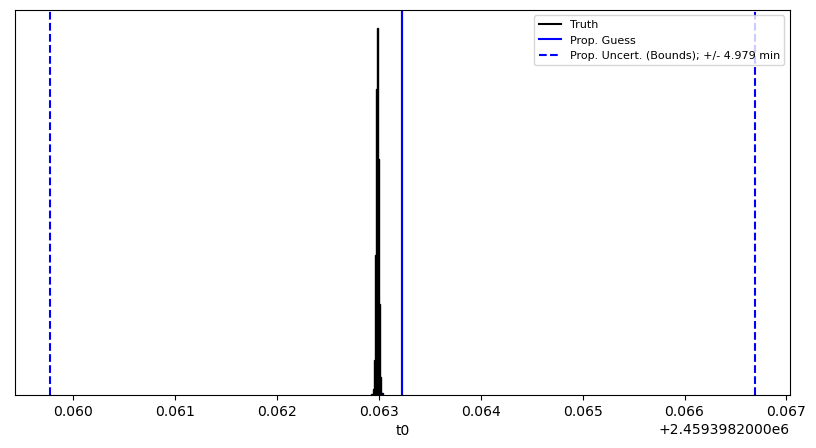 Truth
Prop. Guess
Prop. Uncert. (Bounds); +/- 4.979 min
0.060 0.061 0.062 0.063 0.064 0.065 0.066 0.067
t0 +2.4593982000e6